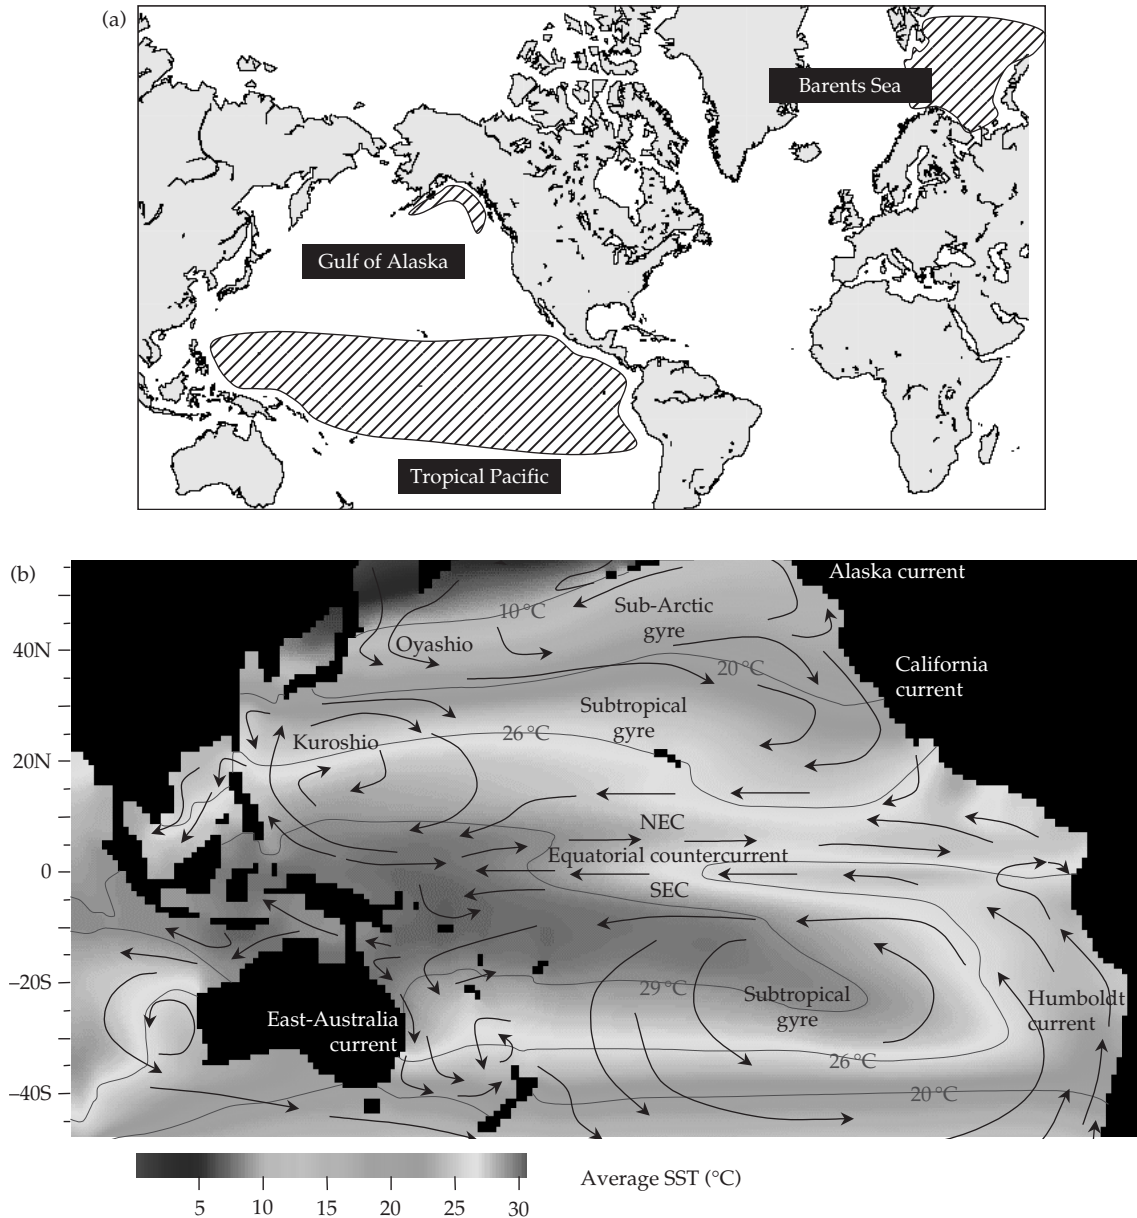 (a)
Barents Sea
Gulf of Alaska
Tropical Pacific
(b)
Alaska current
10 °C
Sub-Arctic
gyre
Oyashio
40N
20 °C
California
current
Subtropical
gyre
Kuroshio
26 °C
20N
NEC
Equatorial countercurrent
0
SEC
–20S
29 °C
Subtropical
gyre
Humboldt
current
East-Australia
current
26 °C
–40S
20 °C
Average SST (°C)
5
10
15
20
25
30